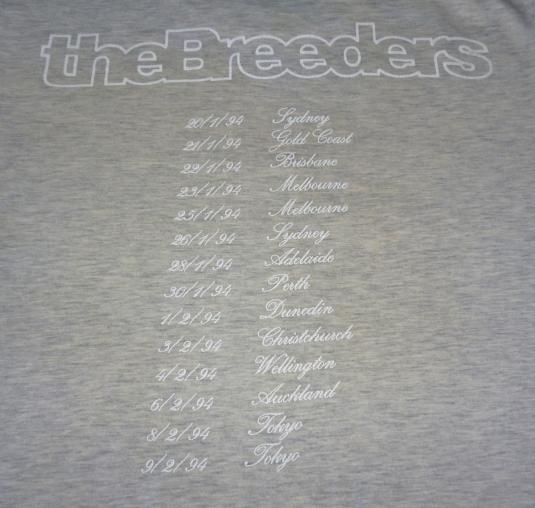 theBreeders
20/1/94 Sydney
21/1/94 Gold Coast
22/1/94 Brisbane
23/1/94 Melbourne
25/1/94 Melbourne
26/1/94 Sydney
28/1/94 Adelaide
30/1/94 Perth
1/2/94 Dunedin
3/2/94 Christchurch
4/2/94 Wellington
6/2/94 Auckland
8/2/94 Tokyo
9/2/94 Tokyo